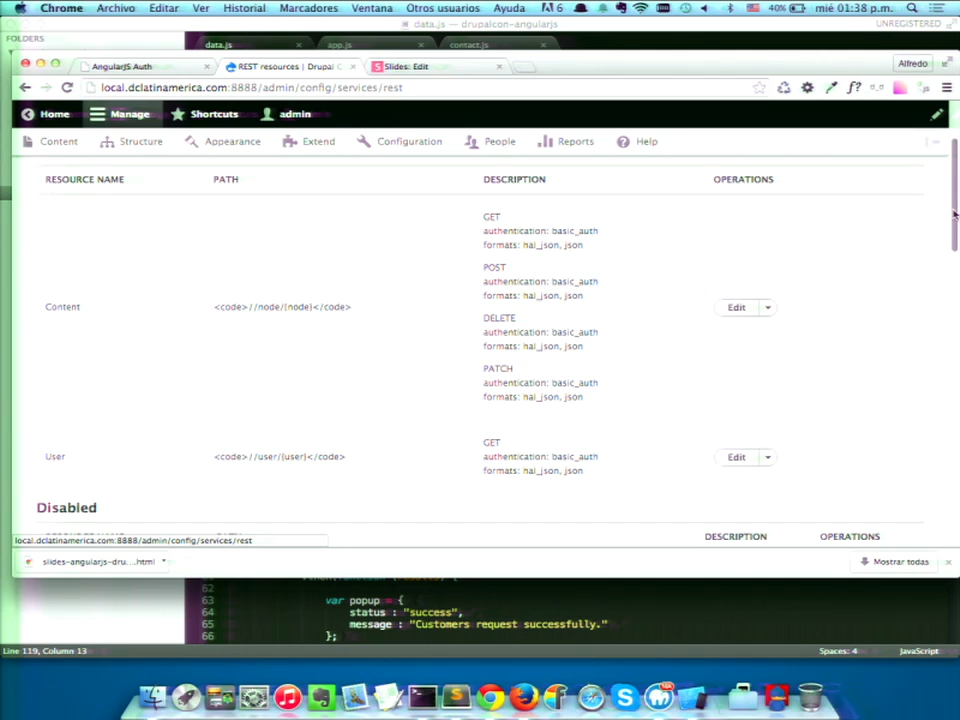 Chrome Archivo Editar Ver Historial Marcadores Ventana Otros usuarios Ayuda 6 40% mié 01:38 p.m.
data.js — drupalcon-angularjs UNREGISTERED
FOLDERS
data.js app.js contact.js
AngularJS Auth REST resources | Drupal C Slides: Edit Alfredo
local.dclatinamerica.com:8888/admin/config/services/rest f?
Home Manage Shortcuts admin
Content Structure Appearance Extend Configuration People Reports Help
RESOURCE NAME PATH DESCRIPTION OPERATIONS
GET
authentication: basic_auth
formats: hal_json, json
POST
authentication: basic_auth
formats: hal_json, json
Content <code>//node/{node}</code> Edit
DELETE
authentication: basic_auth
formats: hal_json, json
PATCH
authentication: basic_auth
formats: hal_json, json
GET
User <code>//user/{user}</code> authentication: basic_auth Edit
formats: hal_json, json
Disabled
DESCRIPTION OPERATIONS
local.dclatinamerica.com:8888/admin/config/services/rest
slides-angularjs-dru....html Mostrar todas
62
63 var popup = {
64 status : "success",
65 message : "Customers request successfully."
66 };
Line 119, Column 13 Spaces: 4 JavaScript